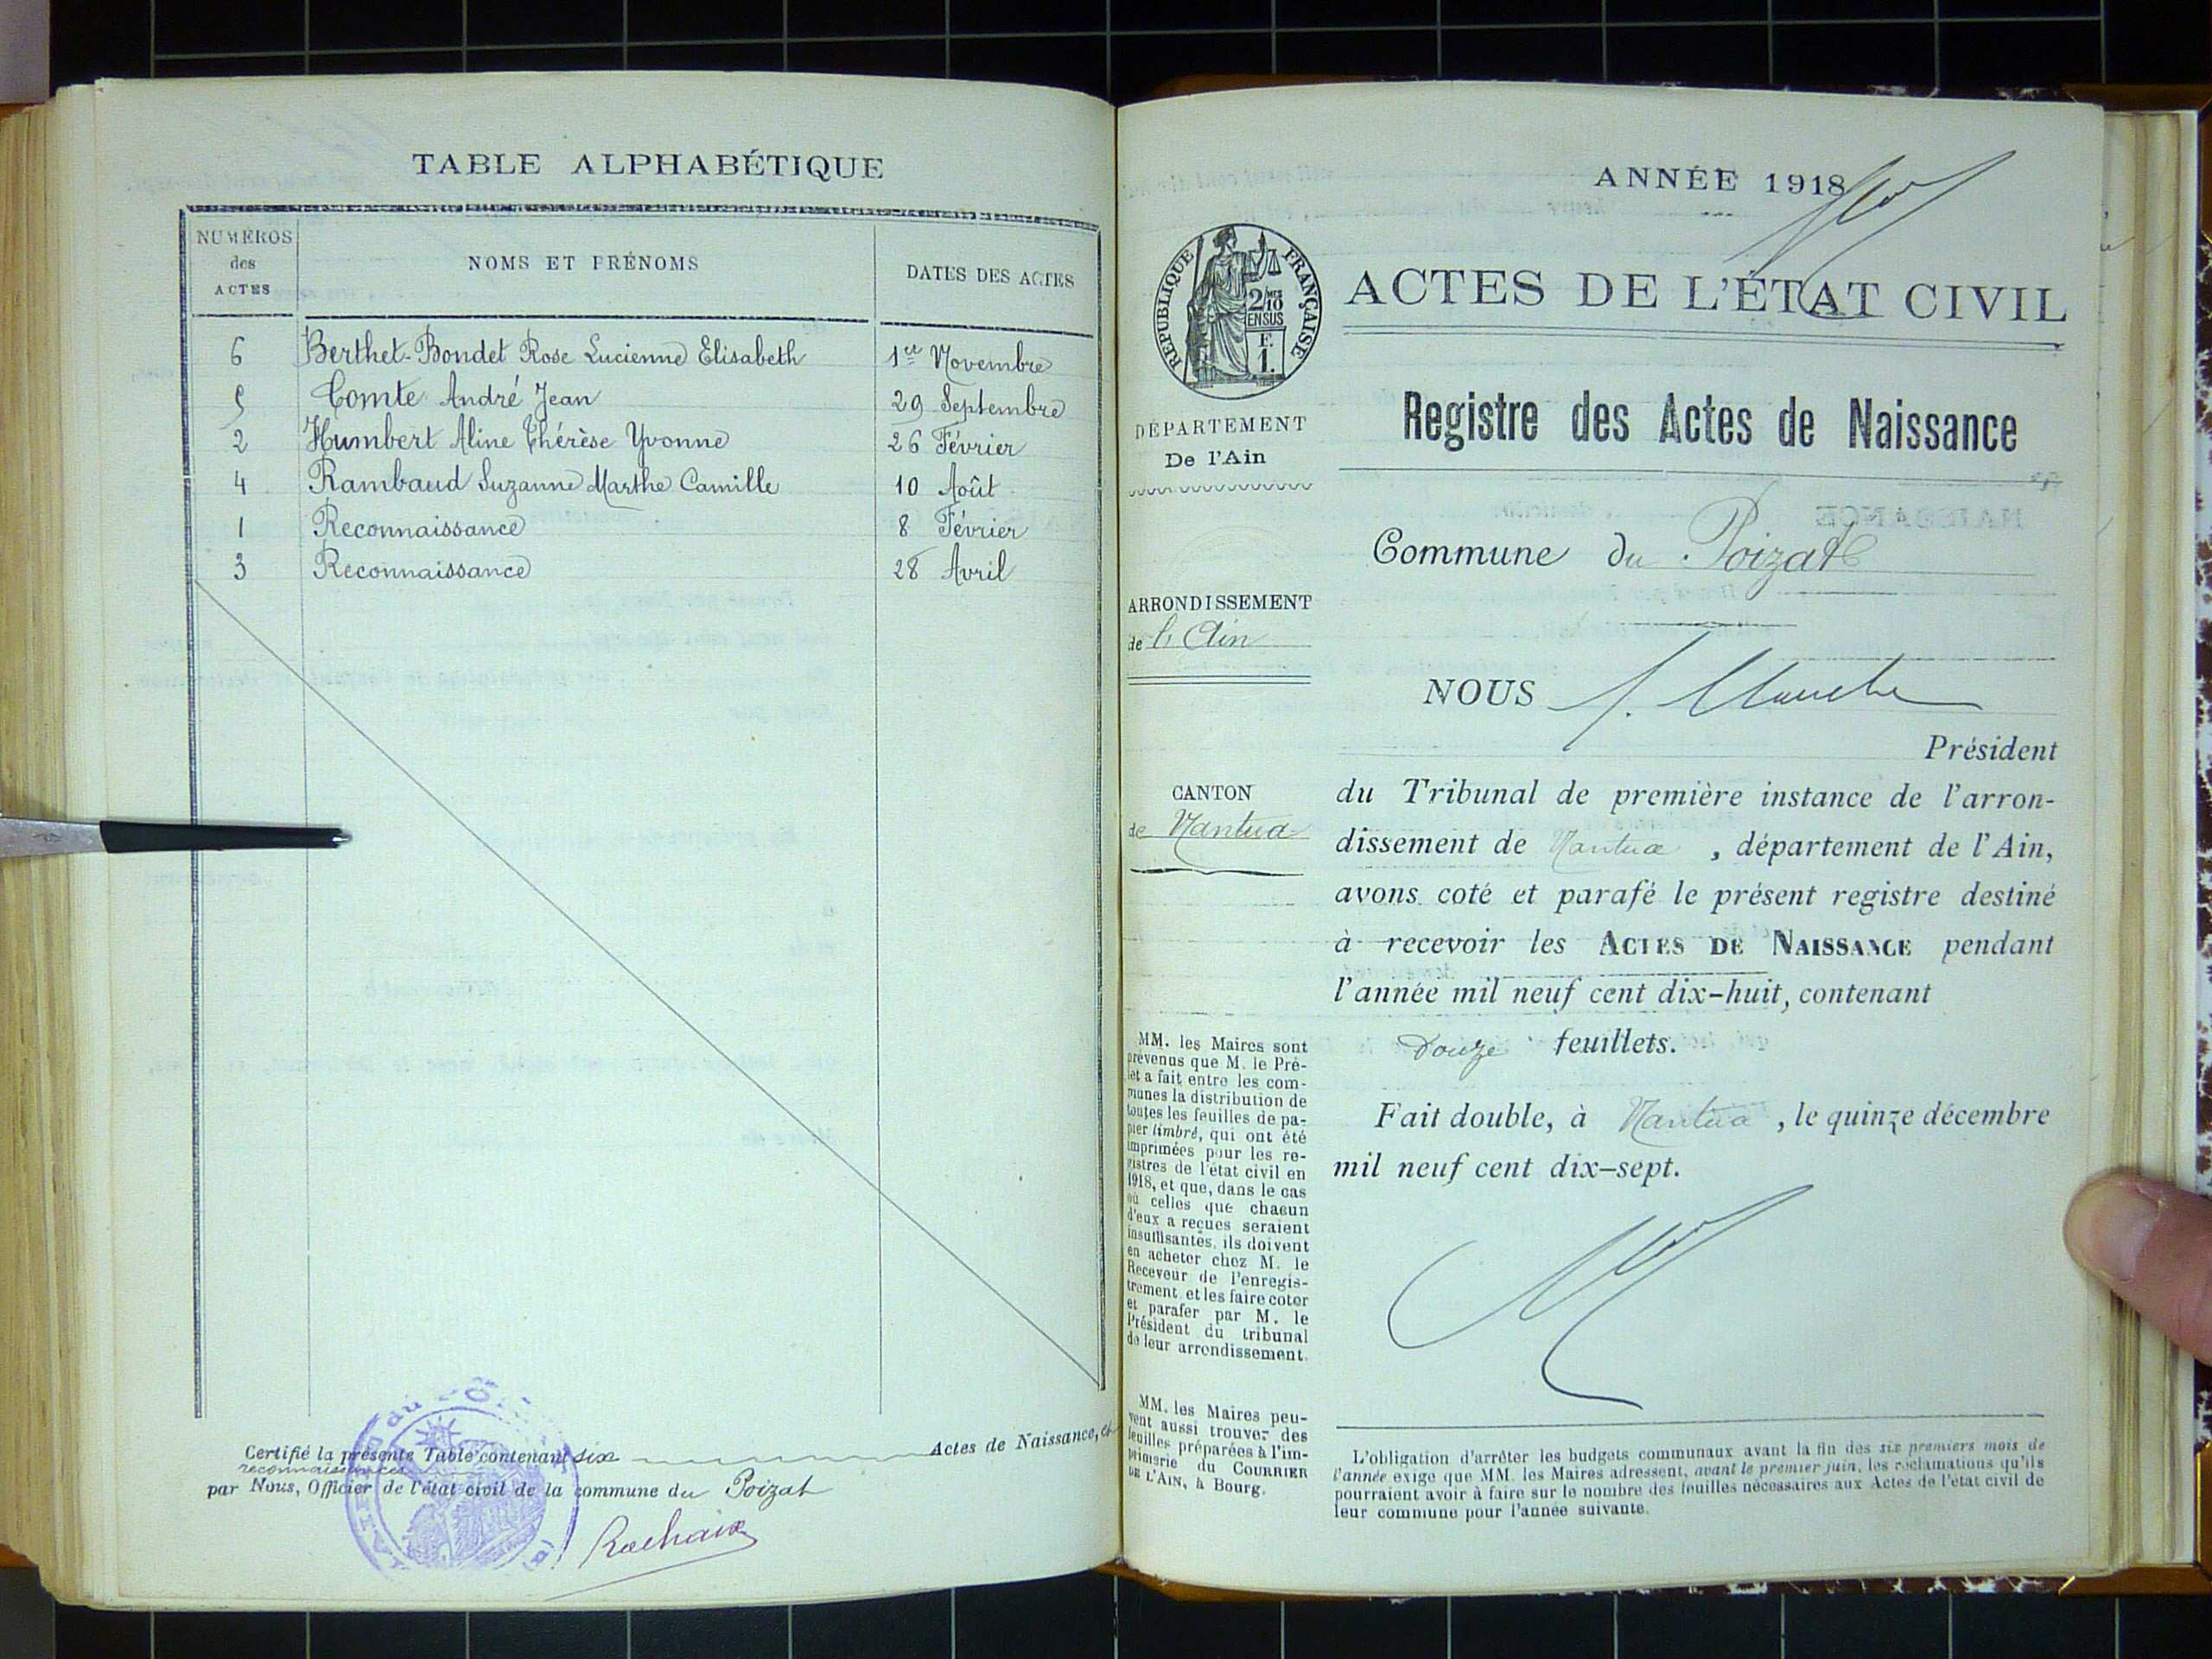 TABLE ALPHABÉTIQUE
NUMÉROS
des
ACTES
NOMS ET PRÉNOMS
DATES DES ACTES
6 Berthet-Bondet Rose Lucienne Elisabeth 1er Novembre
5 Comte André Jean 29 Septembre
2 Humbert Aline Thérèse Yvonne 26 Février
4 Rambaud Suzanne Marthe Camille 10 Août
1 Reconnaissance 8 Février
3 Reconnaissance 28 Avril
Certifié la présente Table contenant six Actes de Naissance, et
reconnaissances
par Nous, Officier de l'état civil de la commune du Poizat
Rochaix
ANNÉE 1918
RÉPUBLIQUE FRANÇAISE
2/10
EN SUS
F.
1.
ACTES DE L'ÉTAT CIVIL
DÉPARTEMENT
De l'Ain
Registre des Actes de Naissance
Commune du Poizat
ARRONDISSEMENT
de l'Ain
NOUS
Président
CANTON
de Nantua
du Tribunal de première instance de l'arron-
dissement de Nantua, département de l'Ain,
avons coté et parafé le présent registre destiné
à recevoir les ACTES DE NAISSANCE pendant
l'année mil neuf cent dix-huit, contenant
Douze feuillets.
Fait double, à Nantua, le quinze décembre
mil neuf cent dix-sept.
MM. les Maires sont
prévenus que M. le Pré-
fet a fait entre les com-
munes la distribution de
toutes les feuilles de pa-
pier timbré, qui ont été
imprimées pour les re-
gistres de l'état civil en
1918, et que, dans le cas
où celles que chacun
d'eux a reçues seraient
insuffisantes, ils doivent
en acheter chez M. le
Receveur de l'enregis-
trement et les faire coter
et parafer par M. le
Président du tribunal
de leur arrondissement.
MM. les Maires peu-
vent aussi trouver des
feuilles préparées à l'im-
primerie du COURRIER
DE L'AIN, à Bourg.
L'obligation d'arrêter les budgets communaux avant la fin des six premiers mois de
l'année exige que MM. les Maires adressent, avant le premier juin, les réclamations qu'ils
pourraient avoir à faire sur le nombre des feuilles nécessaires aux Actes de l'état civil de
leur commune pour l'année suivante.